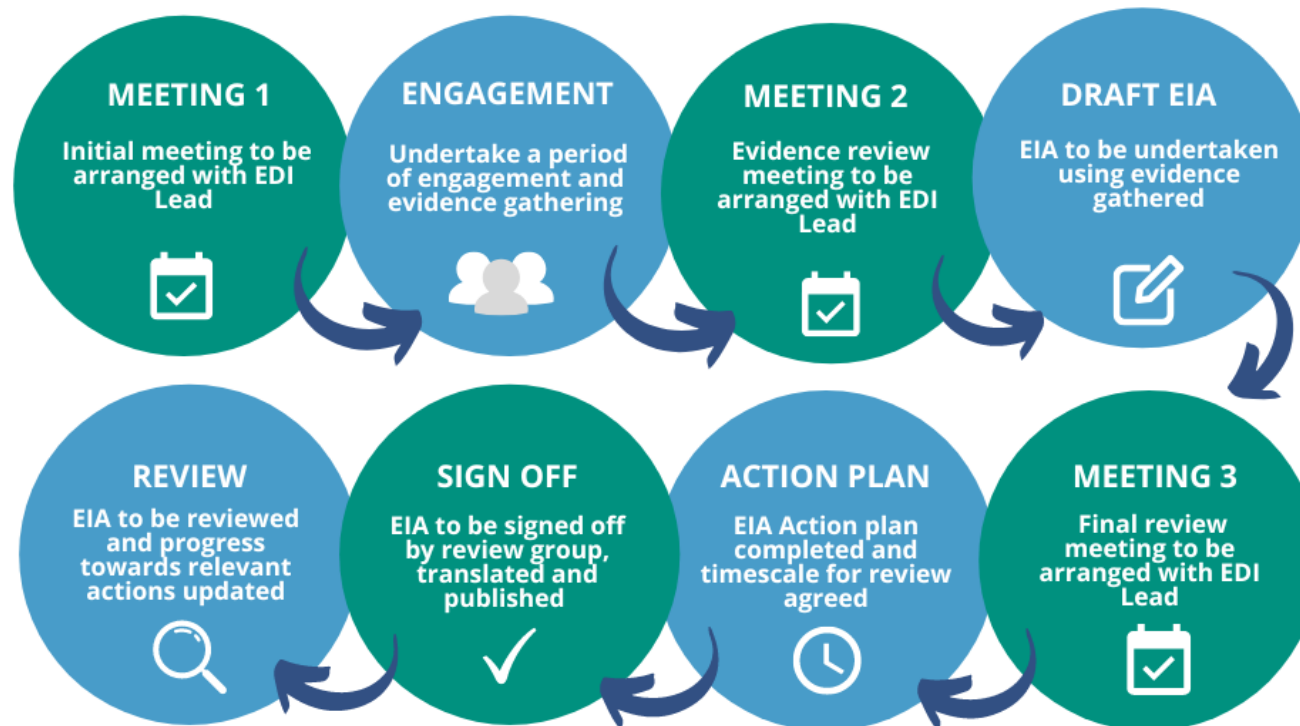 MEETING 1
Initial meeting to be
arranged with EDI
Lead
ENGAGEMENT
Undertake a period
of engagement and
evidence gathering
MEETING 2
Evidence review
meeting to be
arranged with EDI
Lead
DRAFT EIA
EIA to be undertaken
using evidence
gathered
MEETING 3
Final review
meeting to be
arranged with EDI
Lead
ACTION PLAN
EIA Action plan
completed and
timescale for review
agreed
SIGN OFF
EIA to be signed off
by review group,
translated and
published
REVIEW
EIA to be reviewed
and progress
towards relevant
actions updated